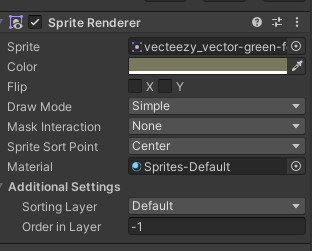 Sprite Renderer
Sprite vecteezy_vector-green-f
Color
Flip X Y
Draw Mode Simple
Mask Interaction None
Sprite Sort Point Center
Material Sprites-Default
Additional Settings
Sorting Layer Default
Order in Layer -1